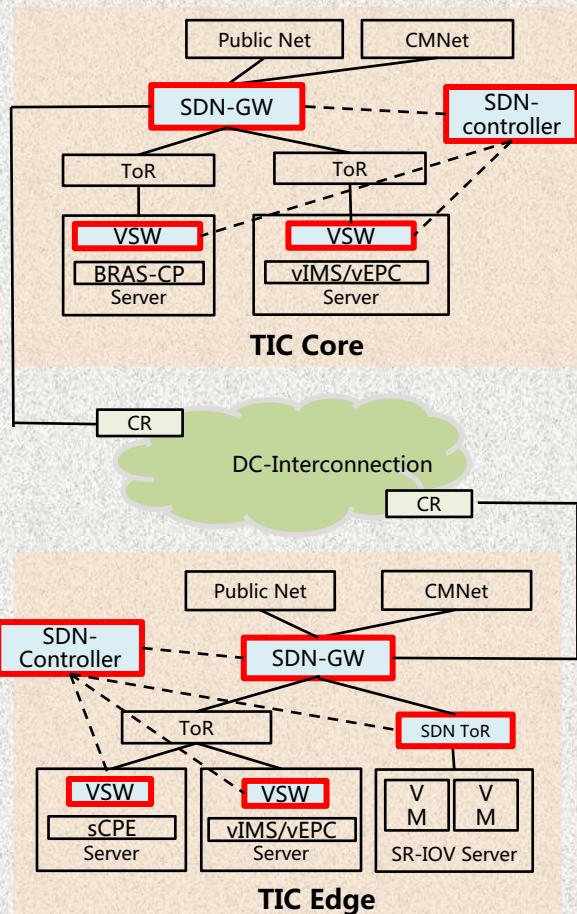 Public Net
CMNet
SDN-GW
SDN-
controller
ToR
ToR
VSW
VSW
BRAS-CP
vIMS/vEPC
Server
Server
TIC Core
CR
DC-Interconnection
CR
Public Net
CMNet
SDN-
Controller
SDN-GW
ToR
SDN ToR
VSW
VSW
V
M
V
M
sCPE
vIMS/vEPC
Server
Server
SR-IOV Server
TIC Edge